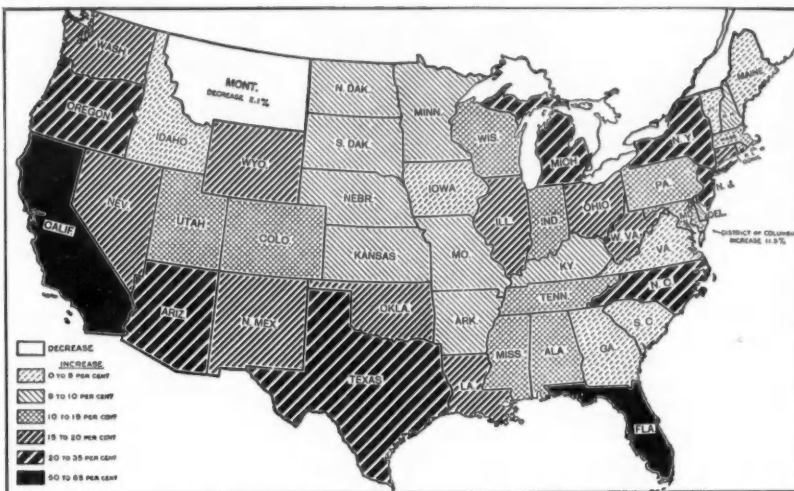 WASH.
MONT.
DECREASE 2.1%
N. DAK.
MINN.
MAINE
OREGON
IDAHO
WIS.
N.Y.
S. DAK.
WYO.
MICH.
IOWA
PA.
N. J.
NEBR.
NEV.
OHIO
ILL.
IND.
DEL.
UTAH
CALIF.
COLO.
W. VA.
DISTRICT OF COLUMBIA
INCREASE 11.3%
VA.
KANSAS
MO.
KY.
N. C.
TENN.
OKLA.
ARIZ.
N. MEX.
ARK.
S. C.
MISS.
ALA.
GA.
TEXAS
LA.
FLA.
DECREASE
INCREASE
0 TO 5 PER CENT
5 TO 10 PER CENT
10 TO 15 PER CENT
15 TO 20 PER CENT
20 TO 35 PER CENT
50 TO 65 PER CENT